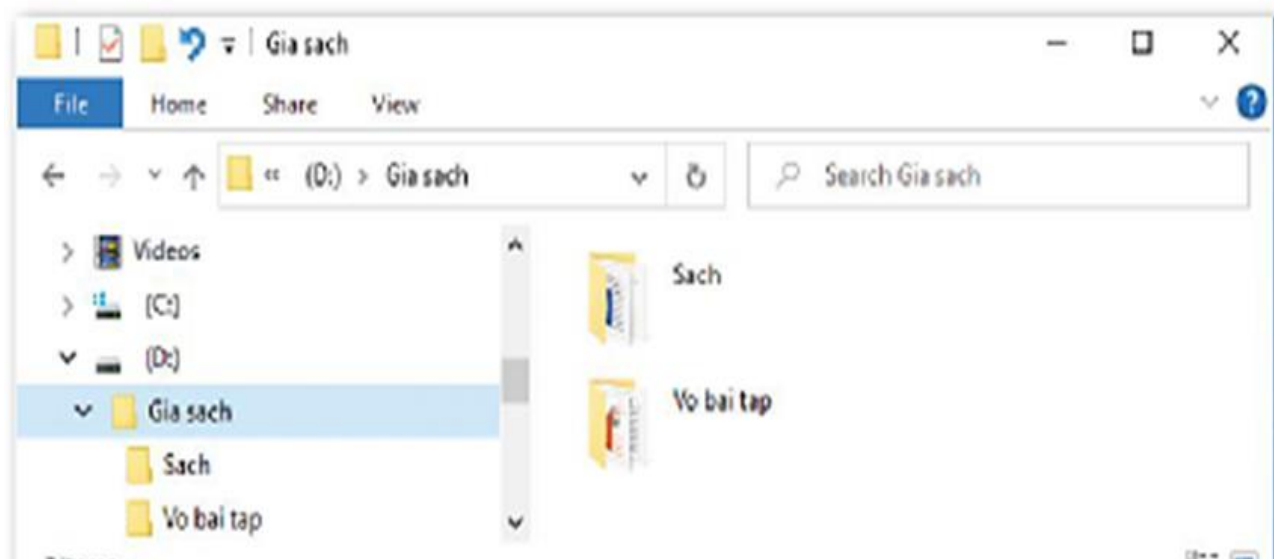 Gia sach
File Home Share View
« (D:) > Gia sach
Search Gia sach
Videos
(C:)
(D:)
Gia sach
Sach
Vo bai tap
Sach
Vo bai tap